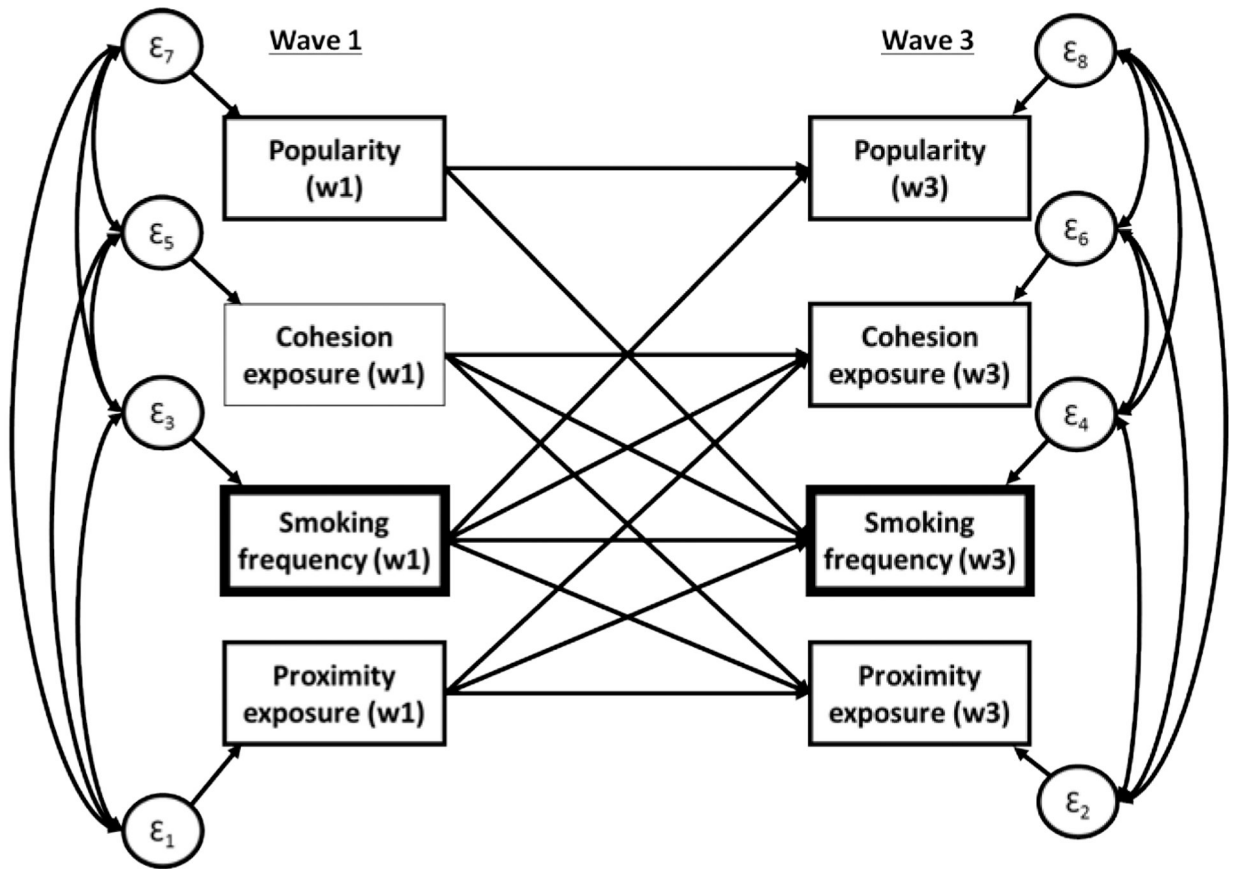 Wave 1
Wave 3
ε7
ε8
Popularity
(w1)
Popularity
(w3)
ε5
ε6
Cohesion
exposure (w1)
Cohesion
exposure (w3)
ε3
ε4
Smoking
frequency (w1)
Smoking
frequency (w3)
Proximity
exposure (w1)
Proximity
exposure (w3)
ε1
ε2